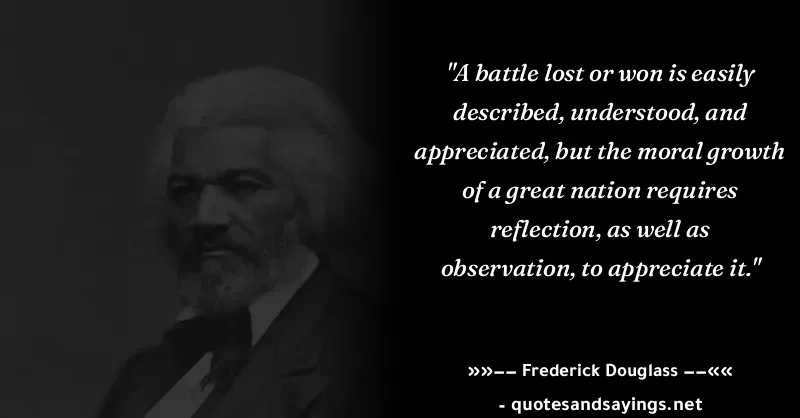 "A battle lost or won is easily
described, understood, and
appreciated, but the moral growth
of a great nation requires
reflection, as well as
observation, to appreciate it."
»»–– Frederick Douglass ––««
- quotesandsayings.net